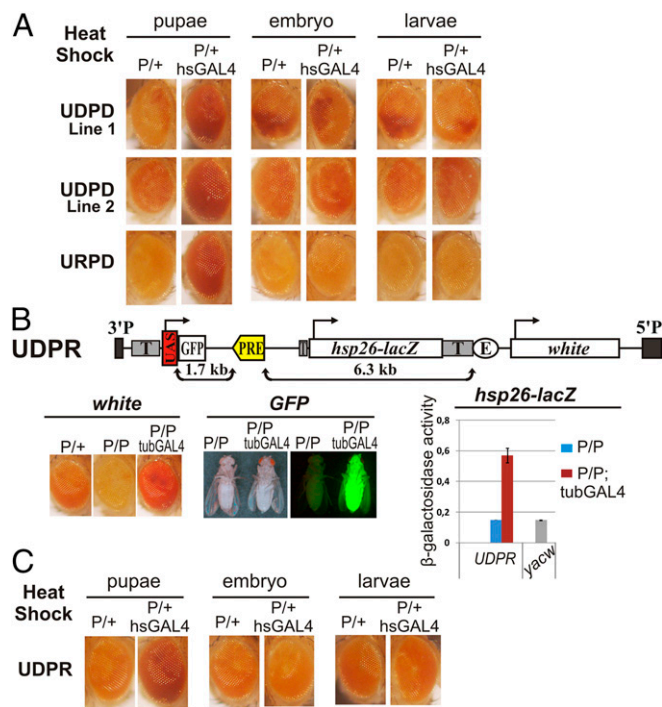 A
Heat Shock
pupae embryo larvae
P/+ P/+ hsGAL4 P/+ P/+ hsGAL4 P/+ P/+ hsGAL4
UDPD
Line 1
UDPD
Line 2
URPD
B
UDPR
3'P T UAS GFP PRE hsp26-lacZ T E white 5'P
1.7 kb 6.3 kb
white
P/+ P/P P/P tubGAL4
GFP
P/P P/P tubGAL4 P/P P/P tubGAL4
hsp26-lacZ
β-galactosidase activity
0,8
0,6
0,4
0,2
0
UDPR yacw
P/P
P/P;
tubGAL4
C
Heat Shock
pupae embryo larvae
P/+ P/+ hsGAL4 P/+ P/+ hsGAL4 P/+ P/+ hsGAL4
UDPR